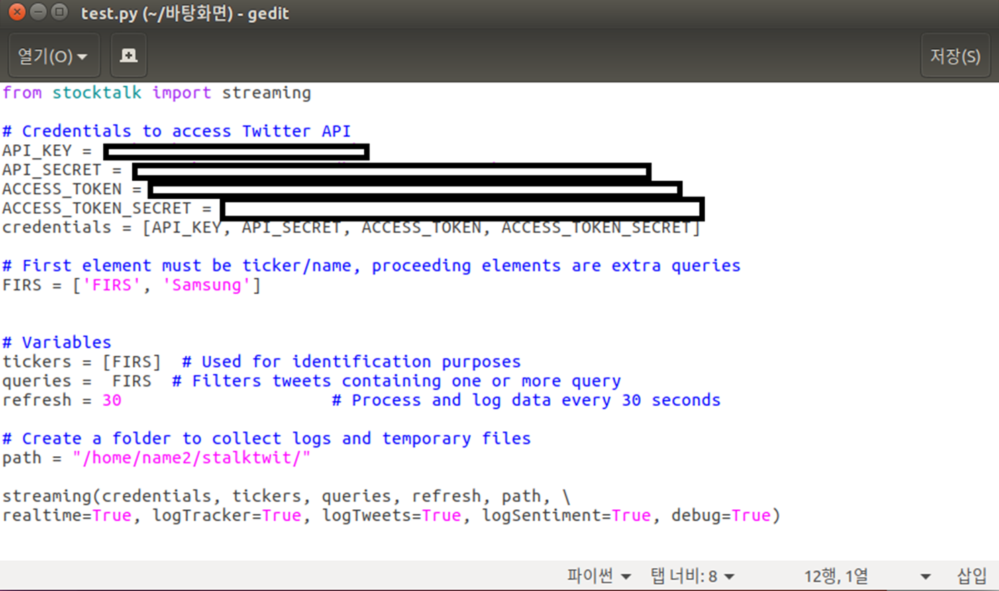 test.py (~/바탕화면) - gedit
열기(O)
저장(S)
from stocktalk import streaming
# Credentials to access Twitter API
API_KEY =
API_SECRET =
ACCESS_TOKEN =
ACCESS_TOKEN_SECRET =
credentials = [API_KEY, API_SECRET, ACCESS_TOKEN, ACCESS_TOKEN_SECRET]
# First element must be ticker/name, proceeding elements are extra queries
FIRS = ['FIRS', 'Samsung']
# Variables
tickers = [FIRS]  # Used for identification purposes
queries =  FIRS  # Filters tweets containing one or more query
refresh = 30                     # Process and log data every 30 seconds
# Create a folder to collect logs and temporary files
path = "/home/name2/stalktwit/"
streaming(credentials, tickers, queries, refresh, path, \
realtime=True, logTracker=True, logTweets=True, logSentiment=True, debug=True)
파이썬 탭 너비: 8 12행, 1열 삽입